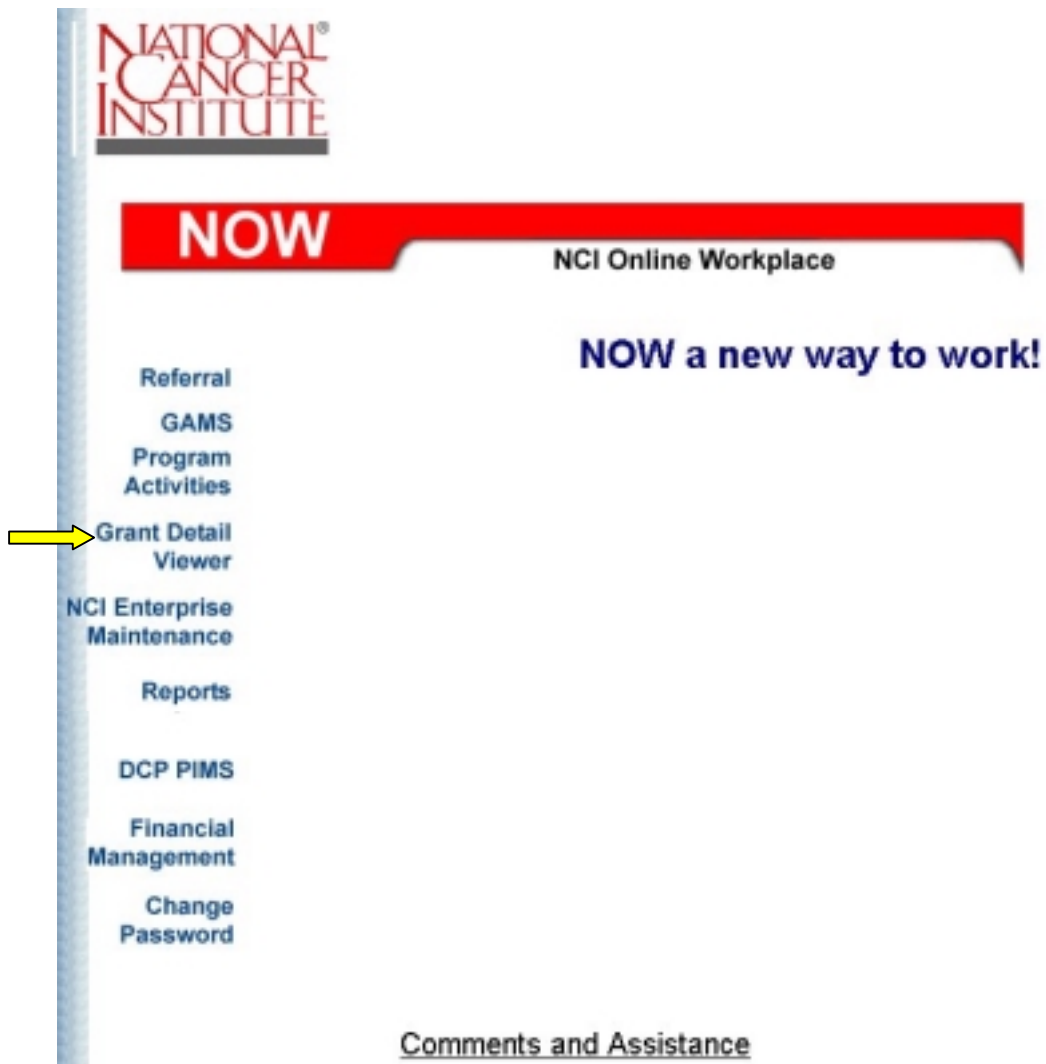 NATIONAL®
CANCER
INSTITUTE
NOW
NCI Online Workplace
NOW a new way to work!
Referral
GAMS
Program
Activities
Grant Detail
Viewer
NCI Enterprise
Maintenance
Reports
DCP PIMS
Financial
Management
Change
Password
Comments and Assistance